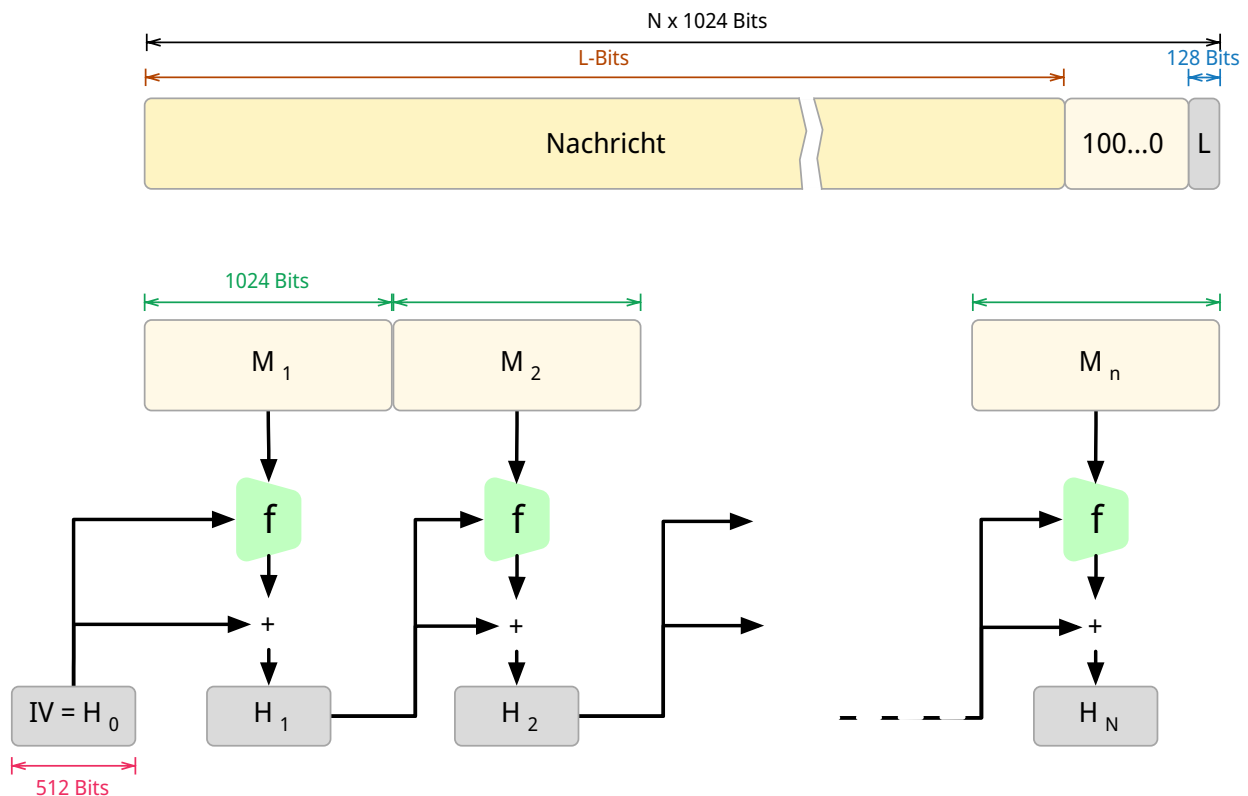 N x 1024 Bits
L-Bits
128 Bits
Nachricht
100...0
L
1024 Bits
M 1
M 2
M n
f
f
f
+
+
+
IV = H 0
H 1
H 2
H N
512 Bits